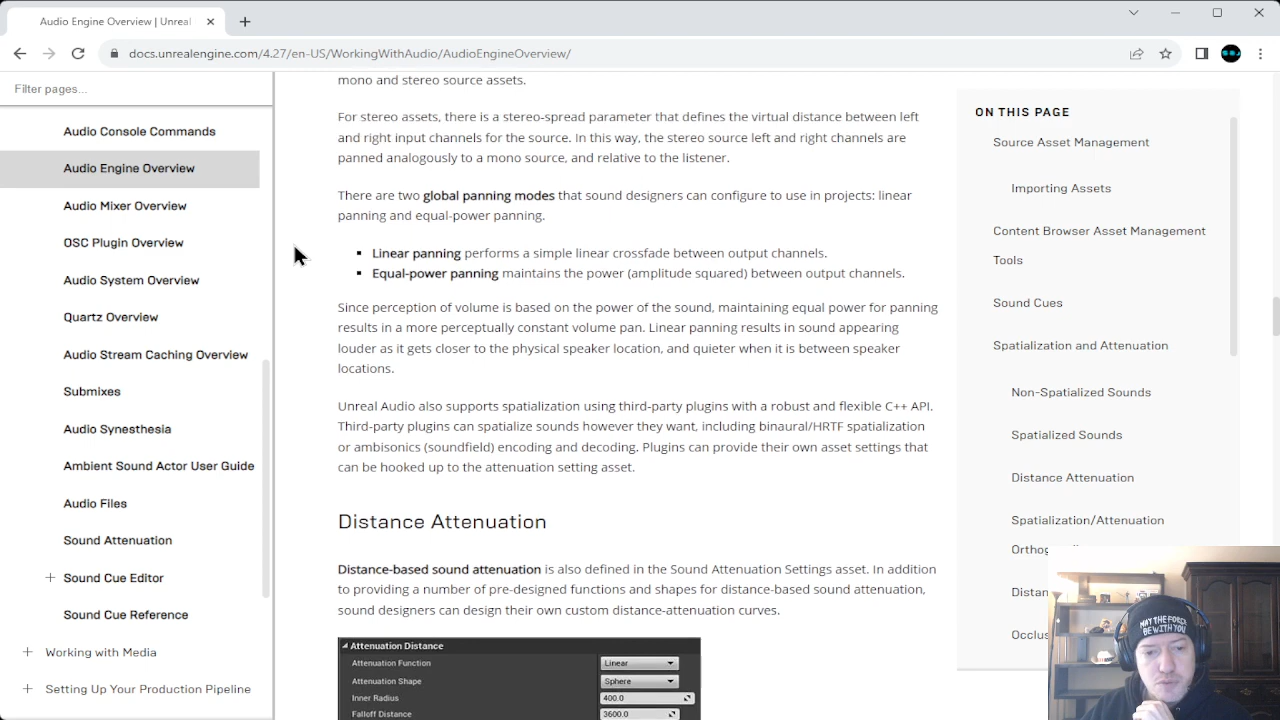 Audio Engine Overview | Unreal
docs.unrealengine.com/4.27/en-US/WorkingWithAudio/AudioEngineOverview/
Filter pages...
Audio Console Commands
Audio Engine Overview
Audio Mixer Overview
OSC Plugin Overview
Audio System Overview
Quartz Overview
Audio Stream Caching Overview
Submixes
Audio Synesthesia
Ambient Sound Actor User Guide
Audio Files
Sound Attenuation
Sound Cue Editor
Sound Cue Reference
Working with Media
Setting Up Your Production Pipeline
mono and stereo source assets.
For stereo assets, there is a stereo-spread parameter that defines the virtual distance between left
and right input channels for the source. In this way, the stereo source left and right channels are
panned analogously to a mono source, and relative to the listener.
There are two global panning modes that sound designers can configure to use in projects: linear
panning and equal-power panning.
Linear panning performs a simple linear crossfade between output channels.
Equal-power panning maintains the power (amplitude squared) between output channels.
Since perception of volume is based on the power of the sound, maintaining equal power for panning
results in a more perceptually constant volume pan. Linear panning results in sound appearing
louder as it gets closer to the physical speaker location, and quieter when it is between speaker
locations.
Unreal Audio also supports spatialization using third-party plugins with a robust and flexible C++ API.
Third-party plugins can spatialize sounds however they want, including binaural/HRTF spatialization
or ambisonics (soundfield) encoding and decoding. Plugins can provide their own asset settings that
can be hooked up to the attenuation setting asset.
Distance Attenuation
Distance-based sound attenuation is also defined in the Sound Attenuation Settings asset. In addition
to providing a number of pre-designed functions and shapes for distance-based sound attenuation,
sound designers can design their own custom distance-attenuation curves.
Attenuation Distance
Attenuation Function Linear
Attenuation Shape Sphere
Inner Radius 400.0
Falloff Distance 3600.0
ON THIS PAGE
Source Asset Management
Importing Assets
Content Browser Asset Management
Tools
Sound Cues
Spatialization and Attenuation
Non-Spatialized Sounds
Spatialized Sounds
Distance Attenuation
Spatialization/Attenuation
MAY THE FORCE
BE WITH YOU